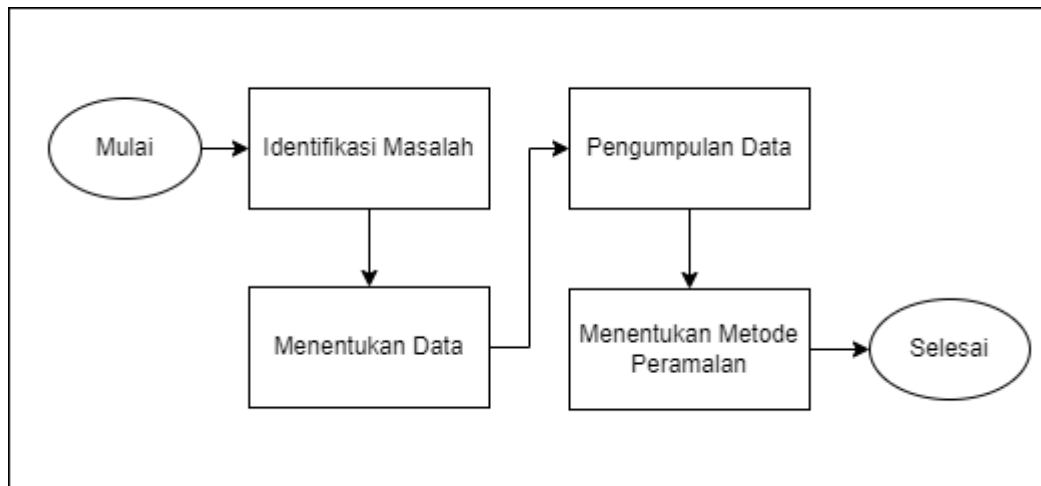 Mulai
Identifikasi Masalah
Menentukan Data
Pengumpulan Data
Menentukan Metode
Peramalan
Selesai